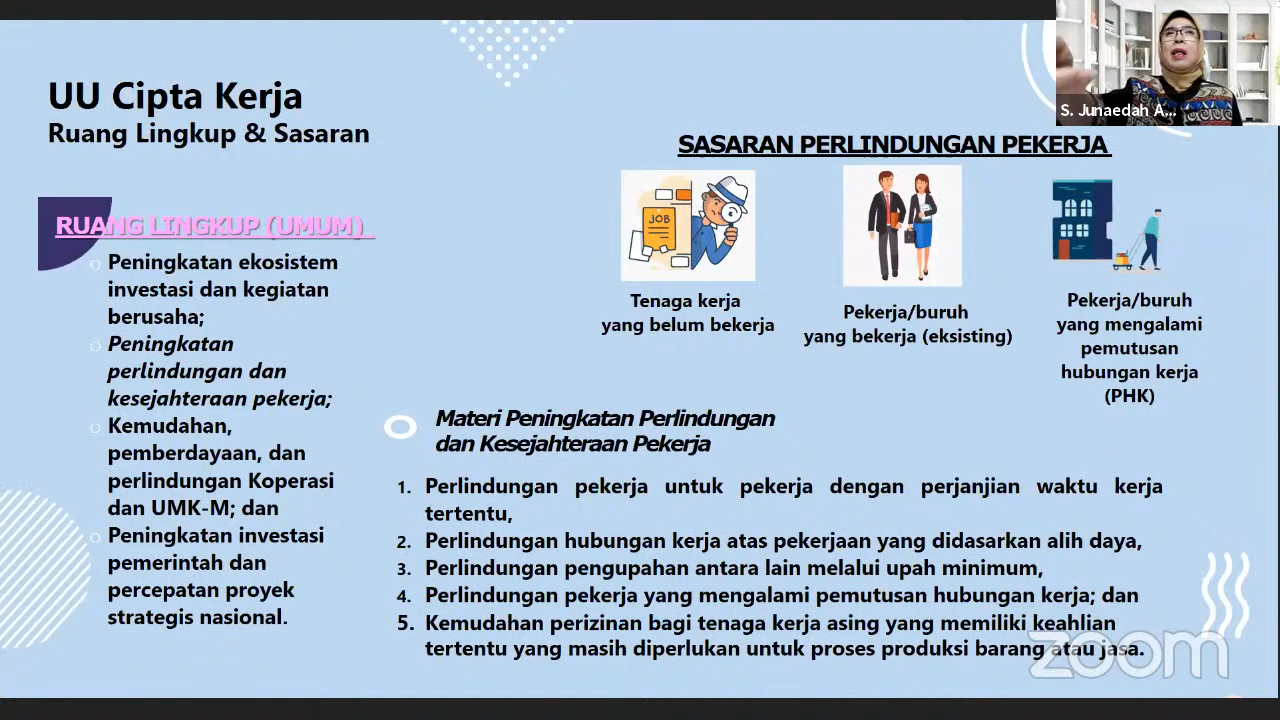 UU Cipta Kerja
Ruang Lingkup & Sasaran
S. Junaedah A...
RUANG LINGKUP (UMUM)
Peningkatan ekosistem
investasi dan kegiatan
berusaha;
Peningkatan
perlindungan dan
kesejahteraan pekerja;
Kemudahan,
pemberdayaan, dan
perlindungan Koperasi
dan UMK-M; dan
Peningkatan investasi
pemerintah dan
percepatan proyek
strategis nasional.
SASARAN PERLINDUNGAN PEKERJA
JOB
Tenaga kerja
yang belum bekerja
Pekerja/buruh
yang bekerja (eksisting)
Pekerja/buruh
yang mengalami
pemutusan
hubungan kerja
(PHK)
Materi Peningkatan Perlindungan
dan Kesejahteraan Pekerja
1. Perlindungan pekerja untuk pekerja dengan perjanjian waktu kerja
tertentu,
2. Perlindungan hubungan kerja atas pekerjaan yang didasarkan alih daya,
3. Perlindungan pengupahan antara lain melalui upah minimum,
4. Perlindungan pekerja yang mengalami pemutusan hubungan kerja; dan
5. Kemudahan perizinan bagi tenaga kerja asing yang memiliki keahlian
tertentu yang masih diperlukan untuk proses produksi barang atau jasa.
zoom